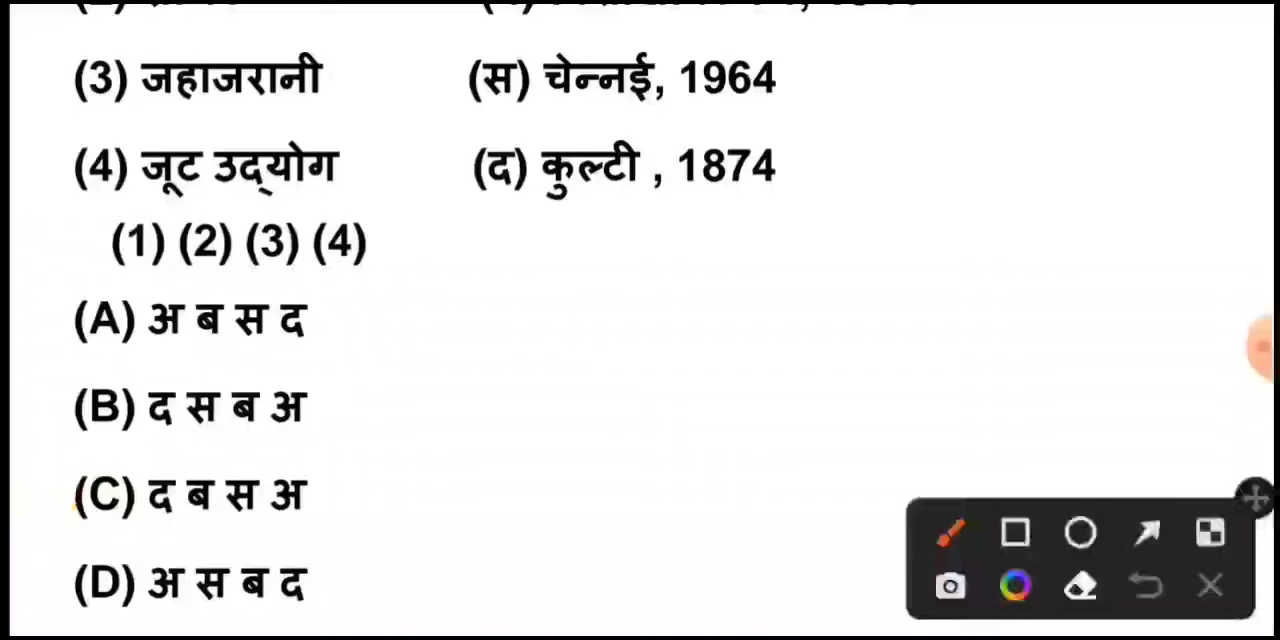 (3) जहाजरानी (स) चेन्नई, 1964
(4) जूट उद्‌योग (द) कुल्टी , 1874
(1) (2) (3) (4)
(A) अ ब स द
(B) द स ब अ
(C) द ब स अ
(D) अ स ब द